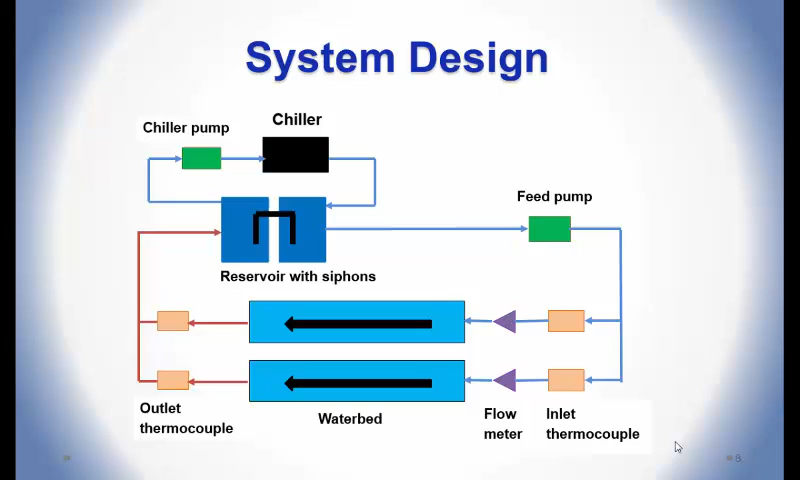 System Design
Chiller
Chiller pump
Feed pump
Reservoir with siphons
Outlet
thermocouple
Waterbed
Flow
meter
Inlet
thermocouple